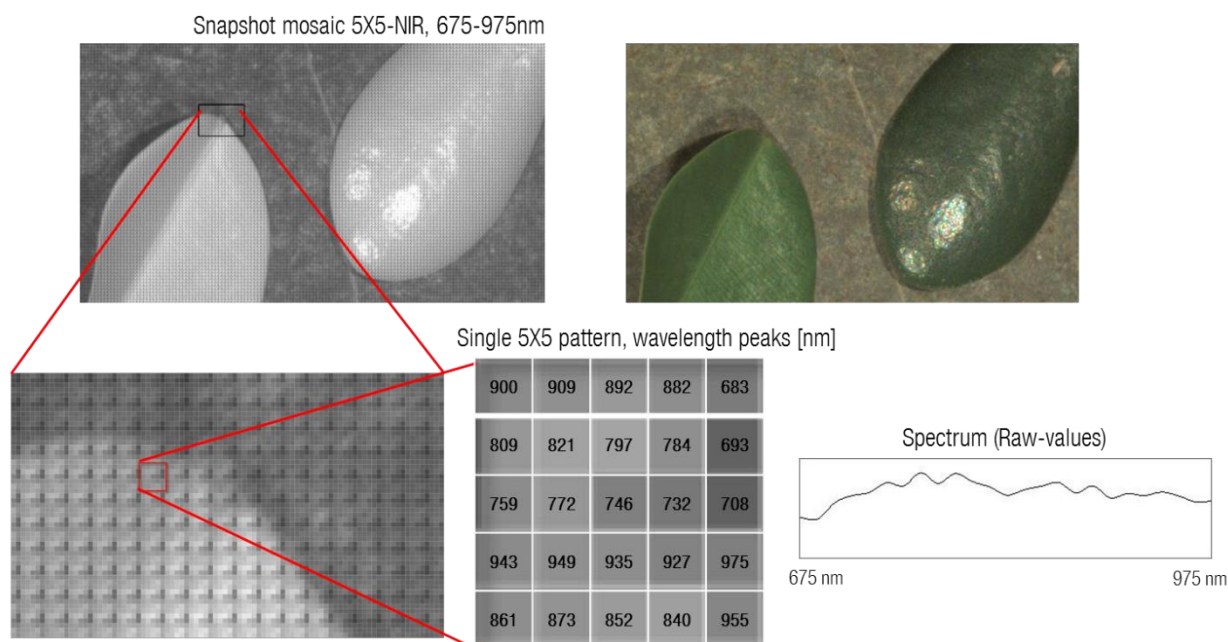 Snapshot mosaic 5X5-NIR, 675-975nm
Single 5X5 pattern, wavelength peaks [nm]
900 909 892 882 683
809 821 797 784 693
759 772 746 732 708
943 949 935 927 975
861 873 852 840 955
Spectrum (Raw-values)
675 nm 975 nm